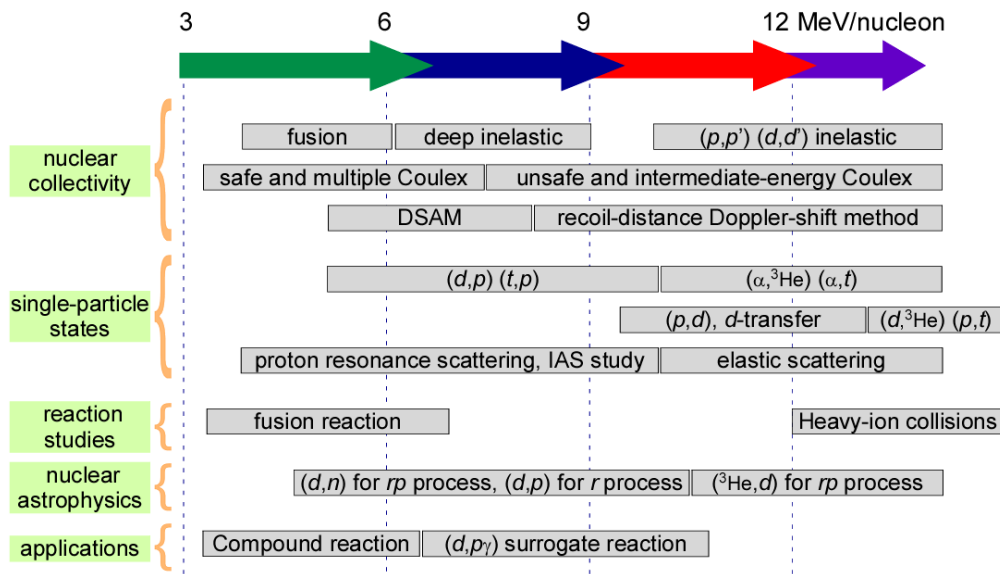 3 6 9 12 MeV/nucleon
nuclear
collectivity
fusion deep inelastic (p,p’) (d,d’) inelastic
safe and multiple Coulex unsafe and intermediate-energy Coulex
DSAM recoil-distance Doppler-shift method
single-particle
states
(d,p) (t,p) (α,³He) (α,t)
(p,d), d-transfer (d,³He) (p,t)
proton resonance scattering, IAS study elastic scattering
reaction
studies
fusion reaction Heavy-ion collisions
nuclear
astrophysics
(d,n) for rp process, (d,p) for r process (³He,d) for rp process
applications
Compound reaction (d,pγ) surrogate reaction